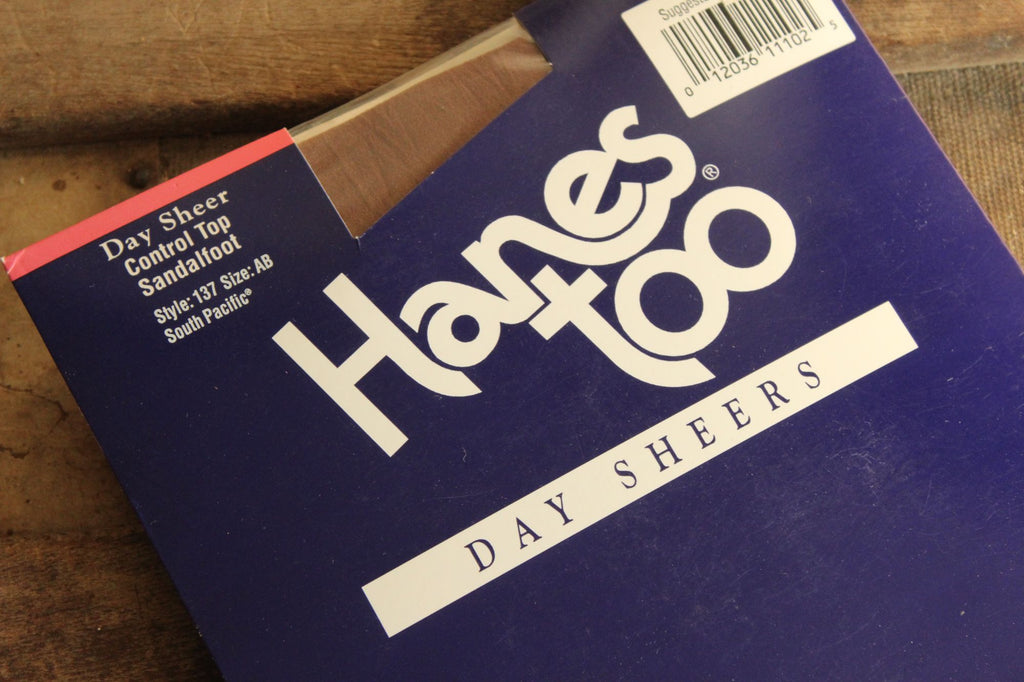 Day Sheer
Control Top
Sandalfoot
Style: 137 Size: AB
South Pacific®
0 12036 11102 5
Hanes
too
®
DAY SHEERS